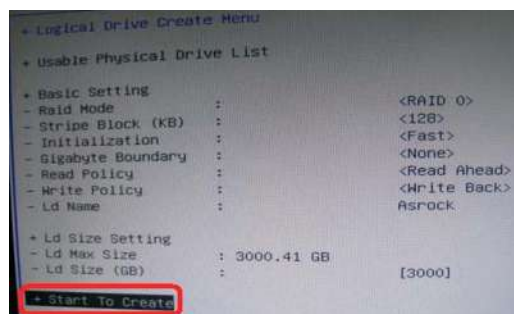 + Logical Drive Create Menu
+ Usable Physical Drive List
+ Basic Setting
- Raid Mode : <RAID 0>
- Stripe Block (KB) : <128>
- Initialization : <Fast>
- Gigabyte Boundary : <None>
- Read Policy : <Read Ahead>
- Write Policy : <Write Back>
- Ld Name : Asrock
+ Ld Size Setting
- Ld Max Size : 3000.41 GB
- Ld Size (GB) : [3000]
+ Start To Create